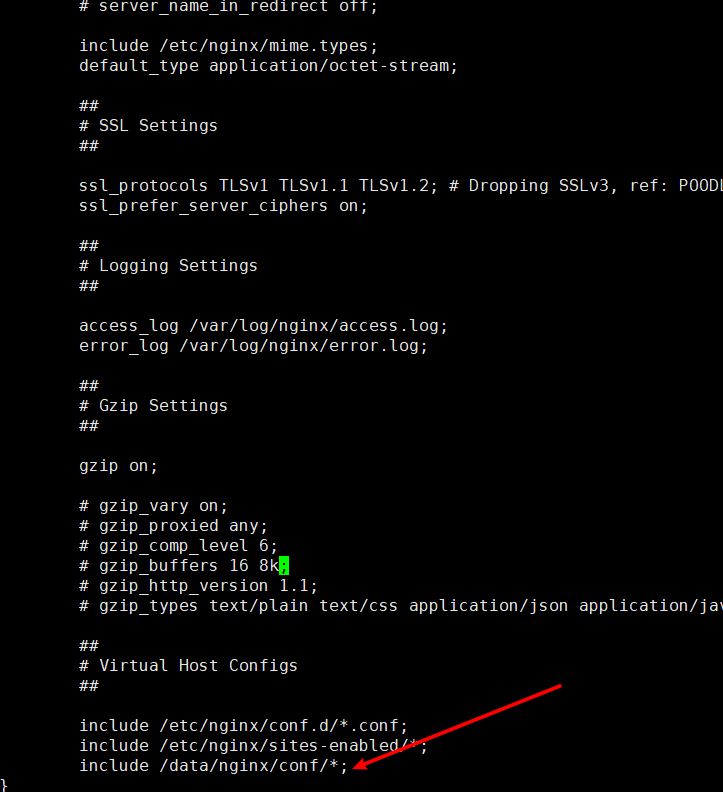 # server_name_in_redirect off;
include /etc/nginx/mime.types;
default_type application/octet-stream;
##
# SSL Settings
##
ssl_protocols TLSv1 TLSv1.1 TLSv1.2; # Dropping SSLv3, ref: POODL
ssl_prefer_server_ciphers on;
##
# Logging Settings
##
access_log /var/log/nginx/access.log;
error_log /var/log/nginx/error.log;
##
# Gzip Settings
##
gzip on;
# gzip_vary on;
# gzip_proxied any;
# gzip_comp_level 6;
# gzip_buffers 16 8k;
# gzip_http_version 1.1;
# gzip_types text/plain text/css application/json application/jav
##
# Virtual Host Configs
##
include /etc/nginx/conf.d/*.conf;
include /etc/nginx/sites-enabled/*;
include /data/nginx/conf/*;
}